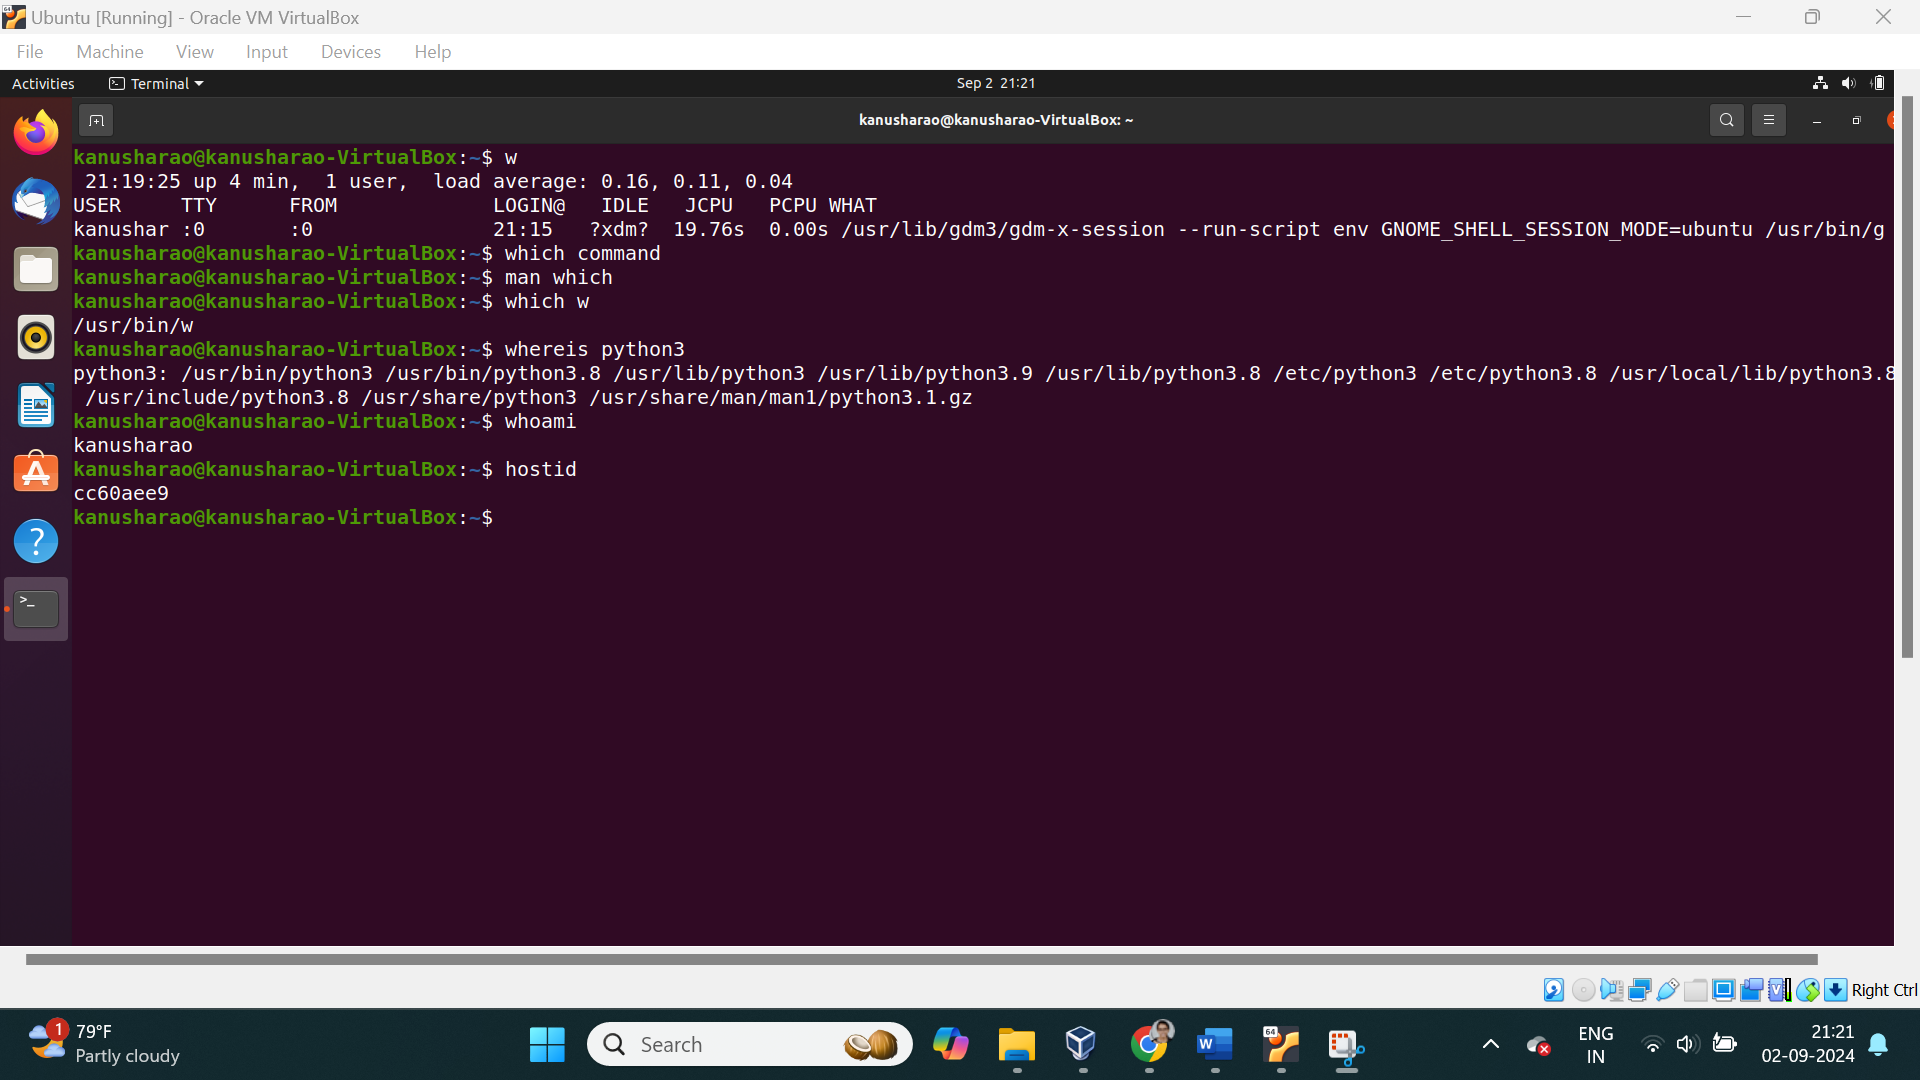 Ubuntu [Running] - Oracle VM VirtualBox
File Machine View Input Devices Help
Activities Terminal Sep 2 21:21
kanusharao@kanusharao-VirtualBox: ~
kanusharao@kanusharao-VirtualBox:~$ w
 21:19:25 up 4 min,  1 user,  load average: 0.16, 0.11, 0.04
USER     TTY      FROM             LOGIN@   IDLE   JCPU   PCPU WHAT
kanushar :0       :0               21:15   ?xdm?  19.76s  0.00s /usr/lib/gdm3/gdm-x-session --run-script env GNOME_SHELL_SESSION_MODE=ubuntu /usr/bin/g
kanusharao@kanusharao-VirtualBox:~$ which command
kanusharao@kanusharao-VirtualBox:~$ man which
kanusharao@kanusharao-VirtualBox:~$ which w
/usr/bin/w
kanusharao@kanusharao-VirtualBox:~$ whereis python3
python3: /usr/bin/python3 /usr/bin/python3.8 /usr/lib/python3 /usr/lib/python3.9 /usr/lib/python3.8 /etc/python3 /etc/python3.8 /usr/local/lib/python3.8
 /usr/include/python3.8 /usr/share/python3 /usr/share/man/man1/python3.1.gz
kanusharao@kanusharao-VirtualBox:~$ whoami
kanusharao
kanusharao@kanusharao-VirtualBox:~$ hostid
cc60aee9
kanusharao@kanusharao-VirtualBox:~$
Right Ctrl
1 79°F
Partly cloudy
Search
64
ENG
IN
21:21
02-09-2024